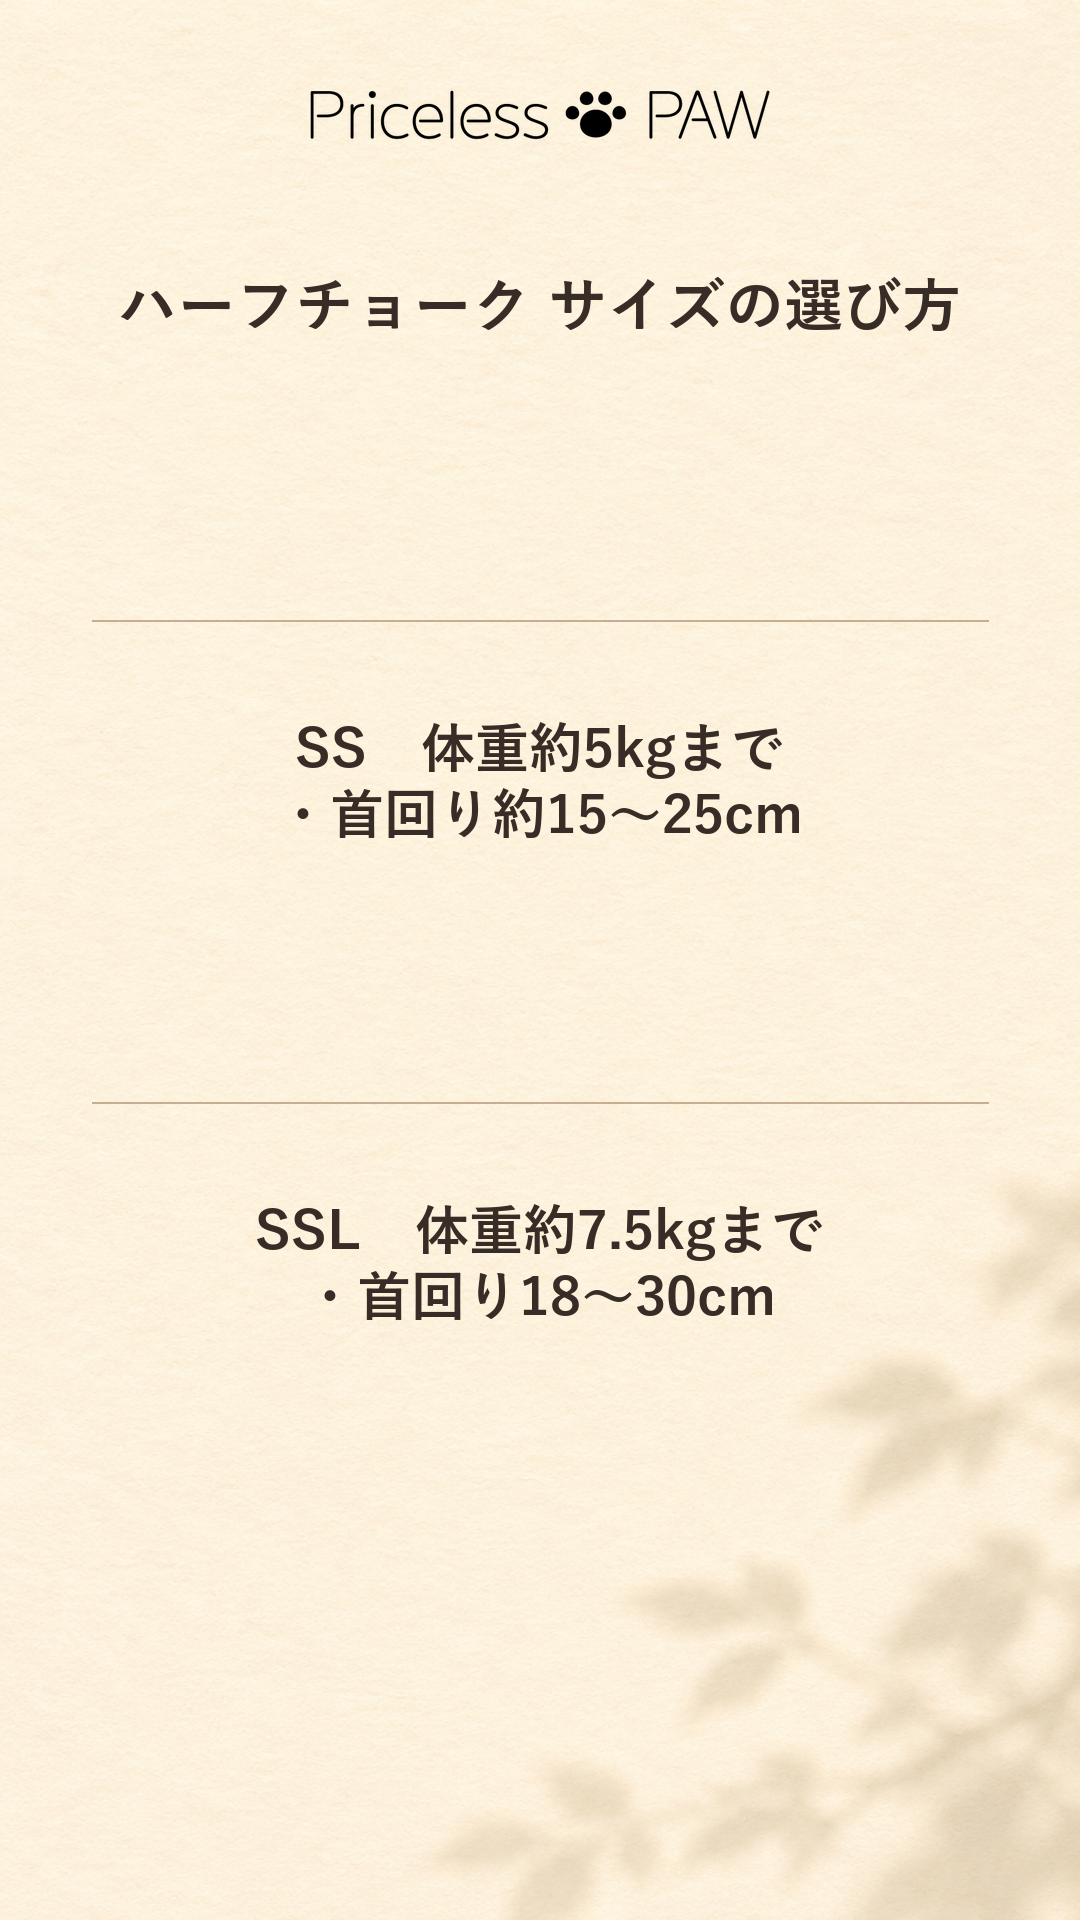 Priceless PAW
ハーフチョーク サイズの選び方
SS　体重約5kgまで
・首回り約15〜25cm
SSL　体重約7.5kgまで
・首回り18〜30cm